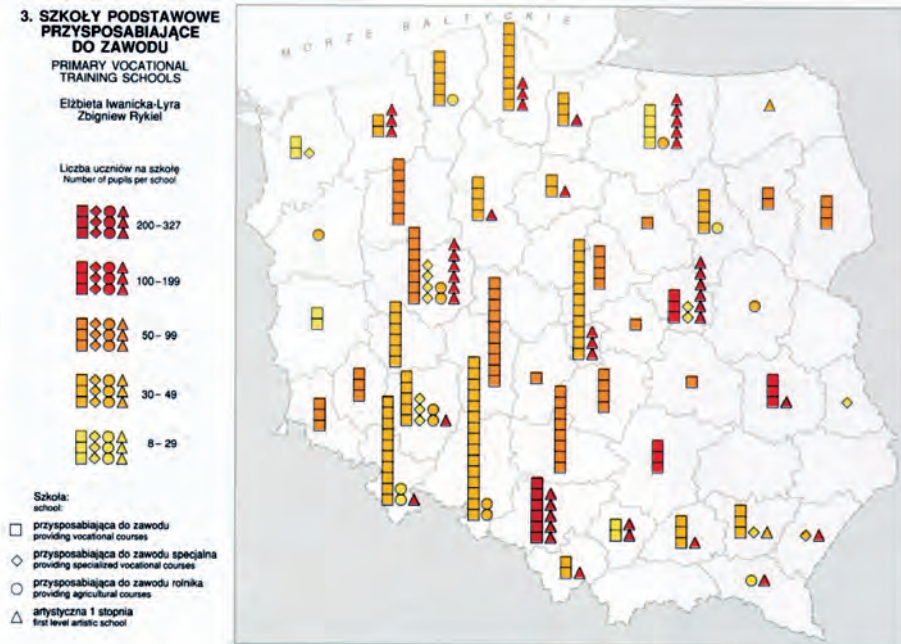 3. SZKOŁY PODSTAWOWE
PRZYSPOSABIAJĄCE
DO ZAWODU
PRIMARY VOCATIONAL
TRAINING SCHOOLS
Elżbieta Iwanicka-Lyra
Zbigniew Rykiel
Liczba uczniów na szkołę
Number of pupils per school
200–327
100–199
50–99
30–49
8–29
Szkoła:
school:
przysposabiająca do zawodu
providing vocational courses
przysposabiająca do zawodu specjalna
providing specialized vocational courses
przysposabiająca do zawodu rolnika
providing agricultural courses
artystyczna 1 stopnia
first level artistic school
MORZE BAŁTYCKIE